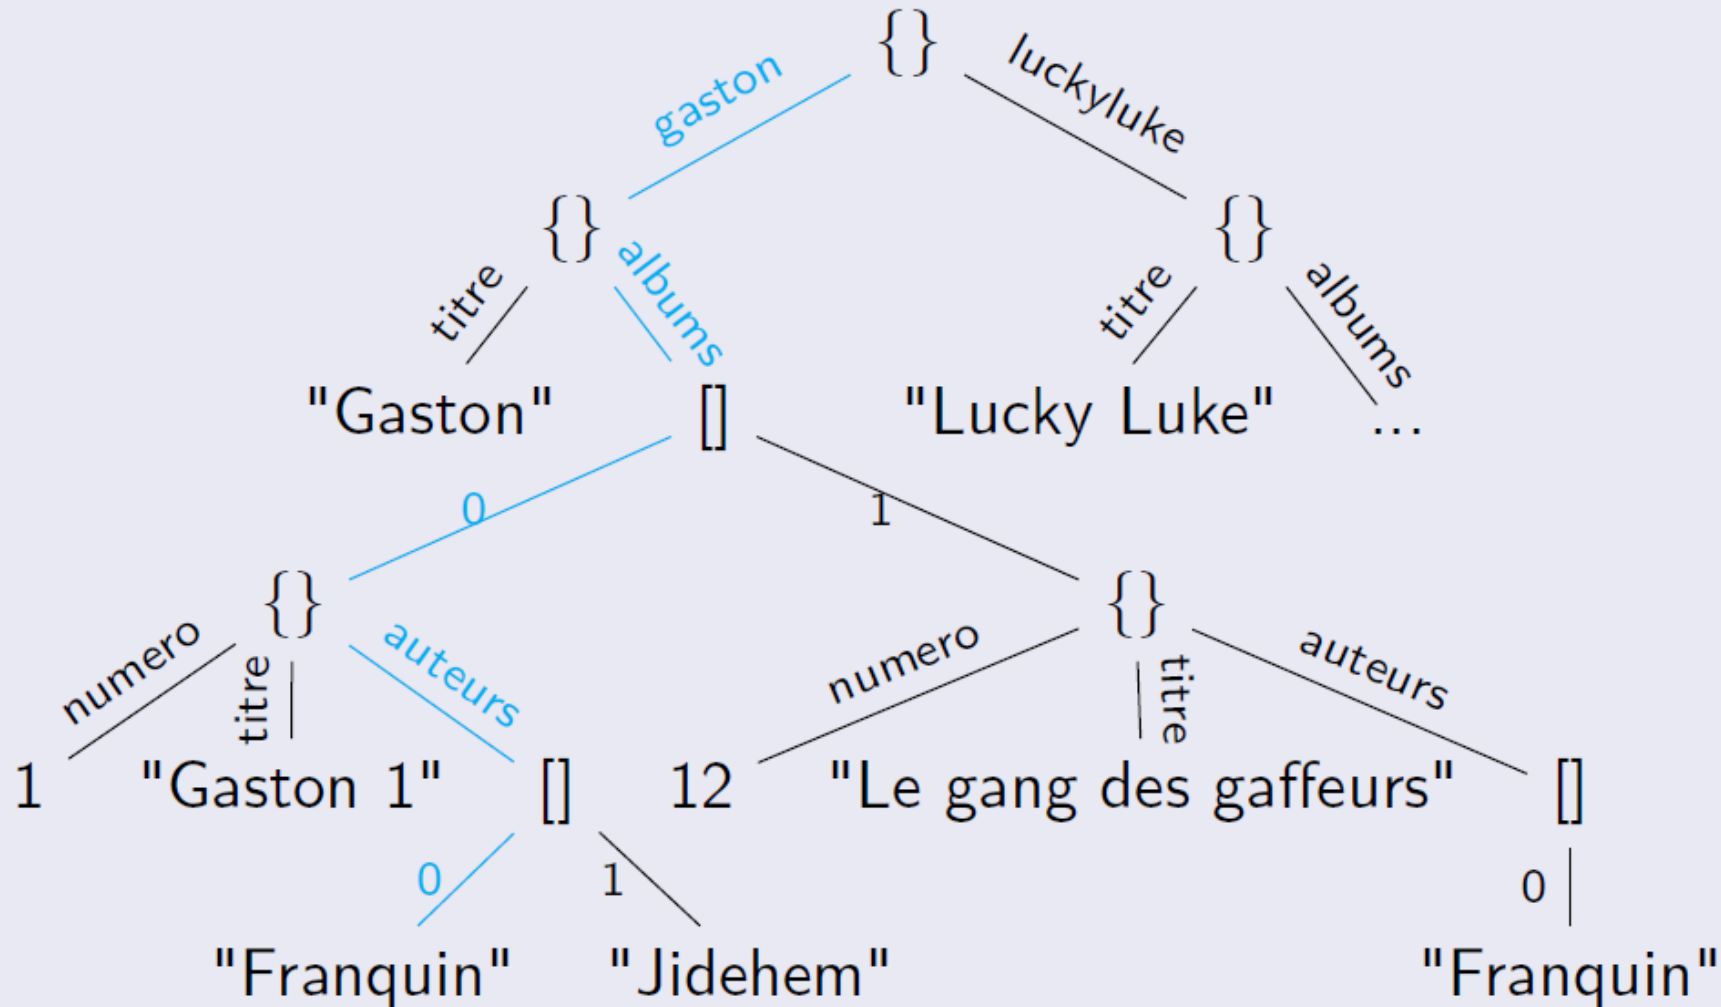 {}
gaston luckyluke
{} {}
titre albums titre albums
"Gaston" [] "Lucky Luke" ...
0 1
{} {}
numero titre auteurs numero titre auteurs
1 "Gaston 1" [] 12 "Le gang des gaffeurs" []
0 1 0
"Franquin" "Jidehem" "Franquin"